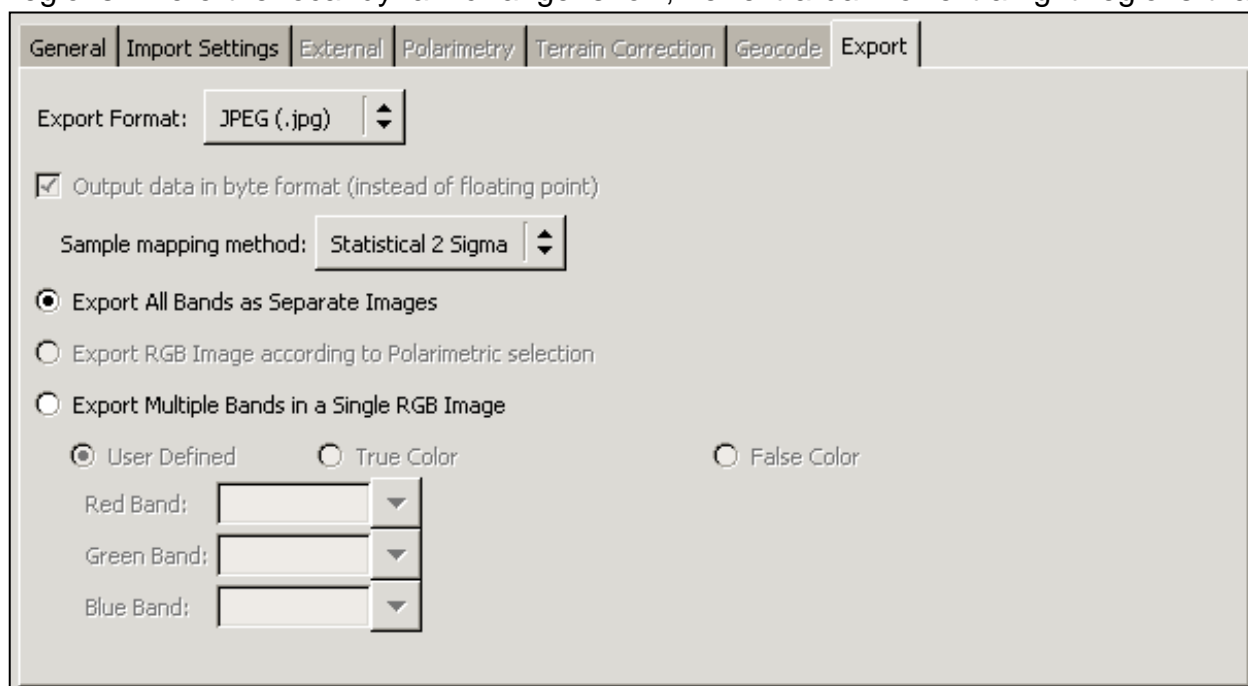 General Import Settings External Polarimetry Terrain Correction Geocode Export
Export Format: JPEG (.jpg)
Output data in byte format (instead of floating point)
Sample mapping method: Statistical 2 Sigma
Export All Bands as Separate Images
Export RGB Image according to Polarimetric selection
Export Multiple Bands in a Single RGB Image
User Defined True Color False Color
Red Band:
Green Band:
Blue Band: